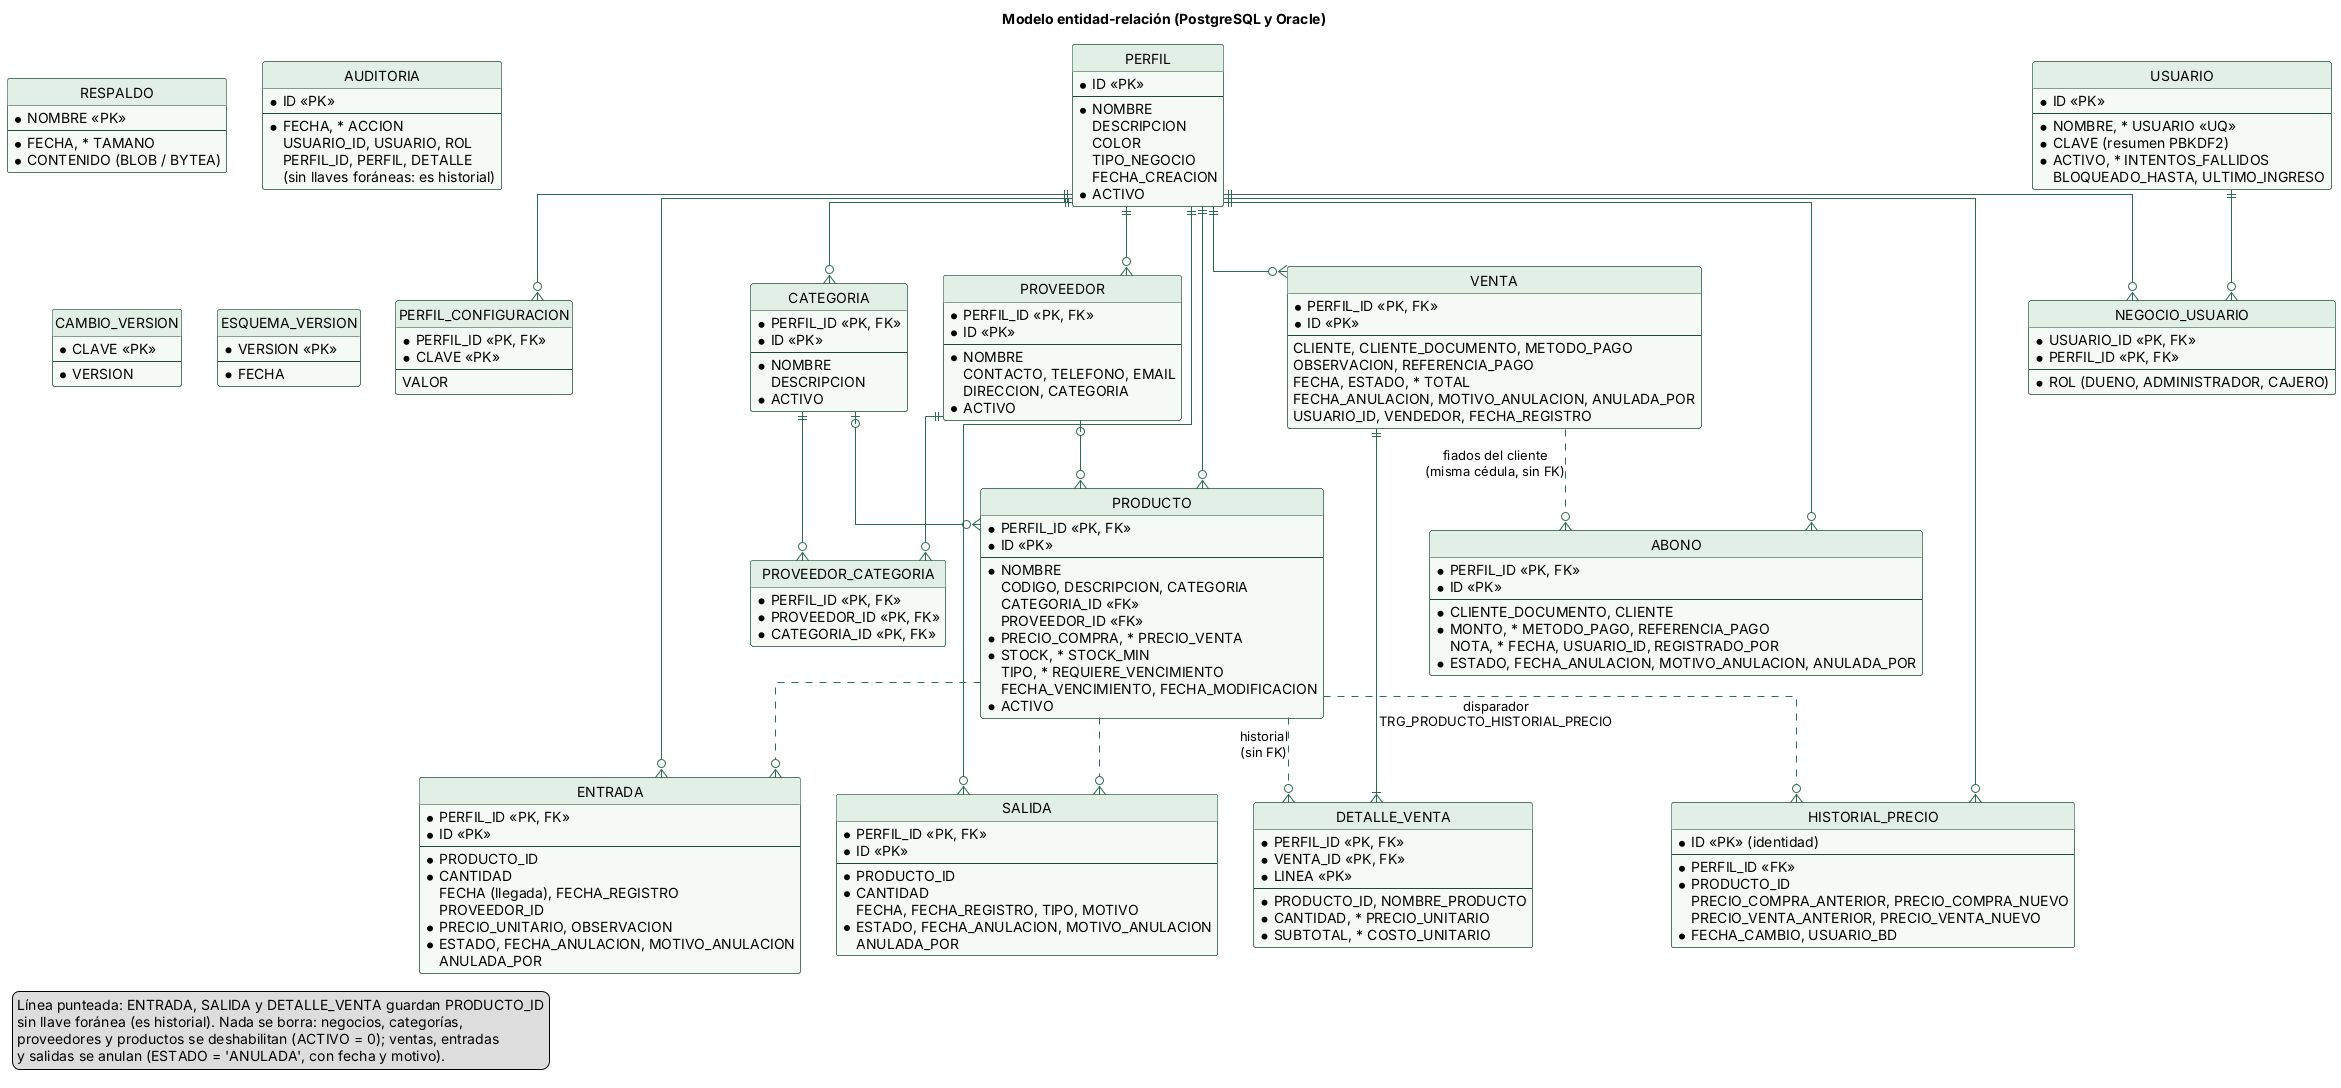 Modelo entidad-relación (PostgreSQL y Oracle)
RESPALDO
* NOMBRE «PK»
* FECHA, * TAMANO
* CONTENIDO (BLOB / BYTEA)
AUDITORIA
* ID «PK»
* FECHA, * ACCION
USUARIO_ID, USUARIO, ROL
PERFIL_ID, PERFIL, DETALLE
(sin llaves foráneas: es historial)
PERFIL
* ID «PK»
* NOMBRE
DESCRIPCION
COLOR
TIPO_NEGOCIO
FECHA_CREACION
* ACTIVO
USUARIO
* ID «PK»
* NOMBRE, * USUARIO «UQ»
* CLAVE (resumen PBKDF2)
* ACTIVO, * INTENTOS_FALLIDOS
BLOQUEADO_HASTA, ULTIMO_INGRESO
CAMBIO_VERSION
* CLAVE «PK»
* VERSION
ESQUEMA_VERSION
* VERSION «PK»
* FECHA
PERFIL_CONFIGURACION
* PERFIL_ID «PK, FK»
* CLAVE «PK»
VALOR
CATEGORIA
* PERFIL_ID «PK, FK»
* ID «PK»
* NOMBRE
DESCRIPCION
* ACTIVO
PROVEEDOR
* PERFIL_ID «PK, FK»
* ID «PK»
* NOMBRE
CONTACTO, TELEFONO, EMAIL
DIRECCION, CATEGORIA
* ACTIVO
VENTA
* PERFIL_ID «PK, FK»
* ID «PK»
CLIENTE, CLIENTE_DOCUMENTO, METODO_PAGO
OBSERVACION, REFERENCIA_PAGO
FECHA, ESTADO, * TOTAL
FECHA_ANULACION, MOTIVO_ANULACION, ANULADA_POR
USUARIO_ID, VENDEDOR, FECHA_REGISTRO
NEGOCIO_USUARIO
* USUARIO_ID «PK, FK»
* PERFIL_ID «PK, FK»
* ROL (DUENO, ADMINISTRADOR, CAJERO)
fiados del cliente
(misma cédula, sin FK)
PROVEEDOR_CATEGORIA
* PERFIL_ID «PK, FK»
* PROVEEDOR_ID «PK, FK»
* CATEGORIA_ID «PK, FK»
PRODUCTO
* PERFIL_ID «PK, FK»
* ID «PK»
* NOMBRE
CODIGO, DESCRIPCION, CATEGORIA
CATEGORIA_ID «FK»
PROVEEDOR_ID «FK»
* PRECIO_COMPRA, * PRECIO_VENTA
* STOCK, * STOCK_MIN
TIPO, * REQUIERE_VENCIMIENTO
FECHA_VENCIMIENTO, FECHA_MODIFICACION
* ACTIVO
ABONO
* PERFIL_ID «PK, FK»
* ID «PK»
* CLIENTE_DOCUMENTO, CLIENTE
* MONTO, * METODO_PAGO, REFERENCIA_PAGO
NOTA, * FECHA, USUARIO_ID, REGISTRADO_POR
* ESTADO, FECHA_ANULACION, MOTIVO_ANULACION, ANULADA_POR
disparador
TRG_PRODUCTO_HISTORIAL_PRECIO
historial
(sin FK)
ENTRADA
* PERFIL_ID «PK, FK»
* ID «PK»
* PRODUCTO_ID
* CANTIDAD
FECHA (llegada), FECHA_REGISTRO
PROVEEDOR_ID
* PRECIO_UNITARIO, OBSERVACION
* ESTADO, FECHA_ANULACION, MOTIVO_ANULACION
ANULADA_POR
SALIDA
* PERFIL_ID «PK, FK»
* ID «PK»
* PRODUCTO_ID
* CANTIDAD
FECHA, FECHA_REGISTRO, TIPO, MOTIVO
* ESTADO, FECHA_ANULACION, MOTIVO_ANULACION
ANULADA_POR
DETALLE_VENTA
* PERFIL_ID «PK, FK»
* VENTA_ID «PK, FK»
* LINEA «PK»
* PRODUCTO_ID, NOMBRE_PRODUCTO
* CANTIDAD, * PRECIO_UNITARIO
* SUBTOTAL, * COSTO_UNITARIO
HISTORIAL_PRECIO
* ID «PK» (identidad)
* PERFIL_ID «FK»
* PRODUCTO_ID
PRECIO_COMPRA_ANTERIOR, PRECIO_COMPRA_NUEVO
PRECIO_VENTA_ANTERIOR, PRECIO_VENTA_NUEVO
* FECHA_CAMBIO, USUARIO_BD
Línea punteada: ENTRADA, SALIDA y DETALLE_VENTA guardan PRODUCTO_ID
sin llave foránea (es historial). Nada se borra: negocios, categorías,
proveedores y productos se deshabilitan (ACTIVO = 0); ventas, entradas
y salidas se anulan (ESTADO = 'ANULADA', con fecha y motivo).